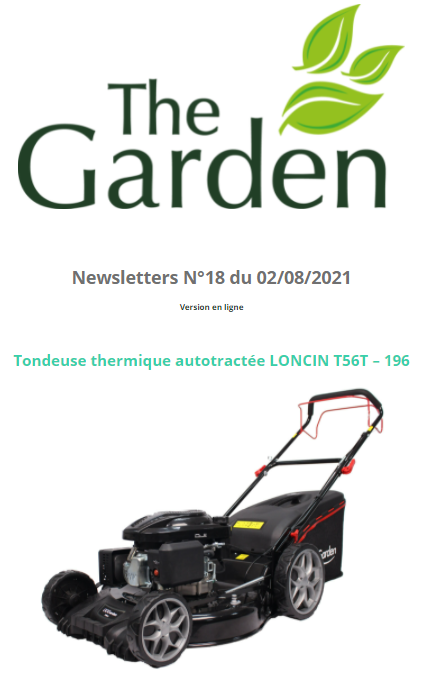 The
Garden
Newsletters N°18 du 02/08/2021
Version en ligne
Tondeuse thermique autotractée LONCIN T56T – 196
Garden